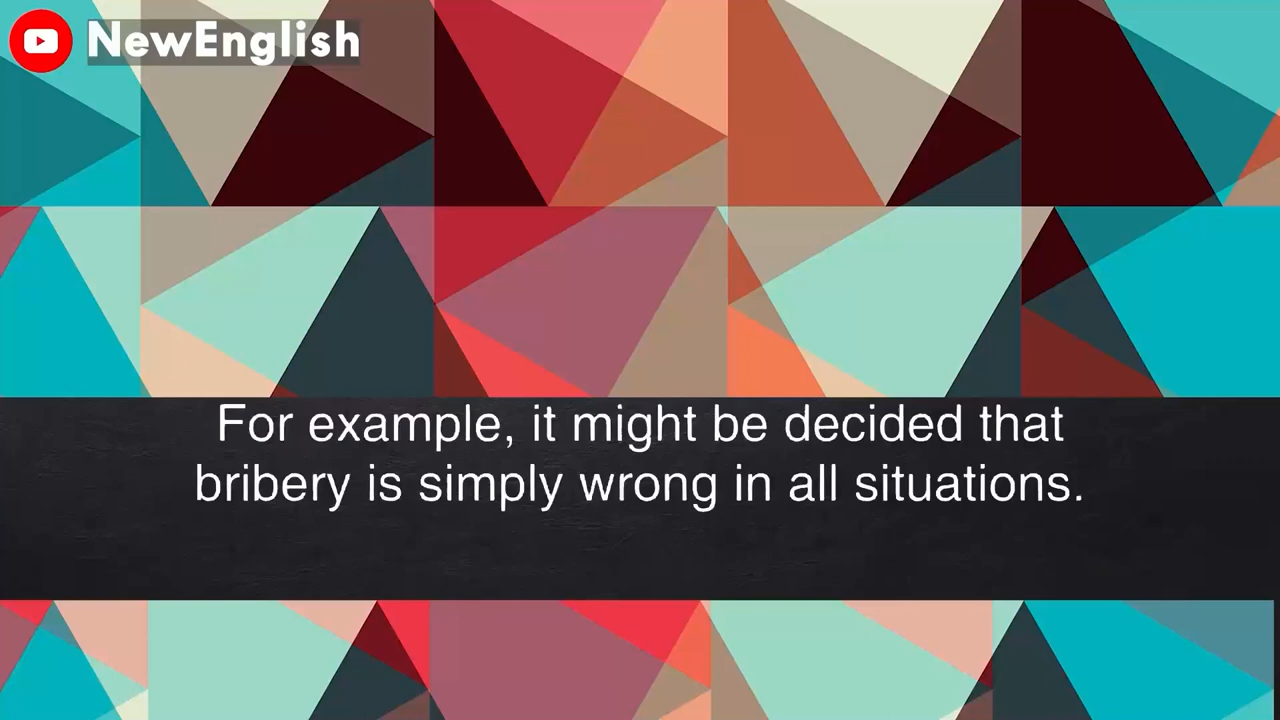 NewEnglish
For example, it might be decided that
bribery is simply wrong in all situations.